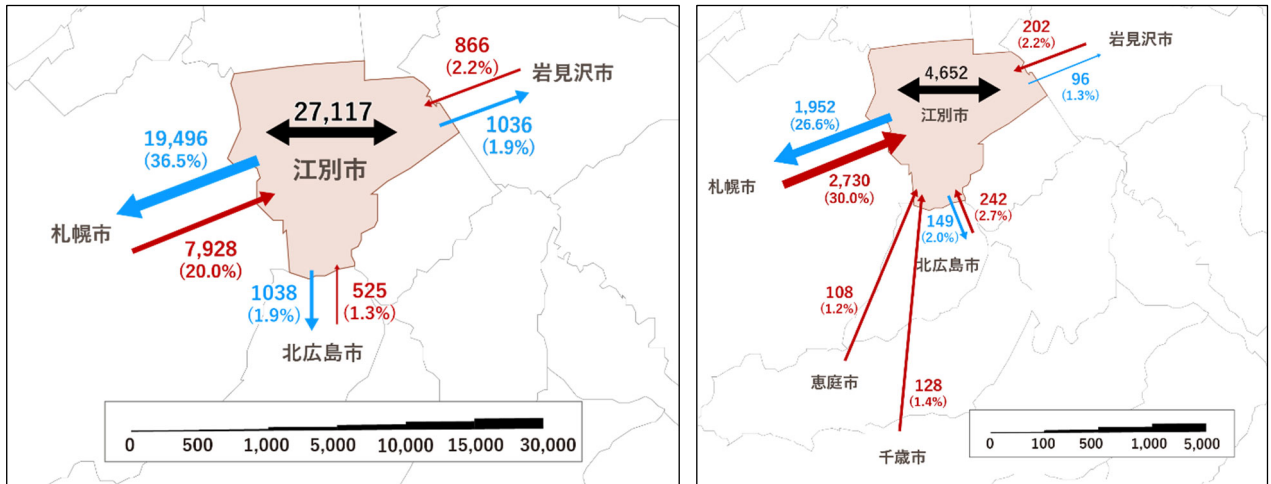 866
(2.2%)
岩見沢市
27,117
1036
(1.9%)
19,496
(36.5%)
江別市
札幌市
7,928
(20.0%)
1038
(1.9%)
525
(1.3%)
北広島市
0 500 1,000 5,000 10,000 15,000 30,000
202
(2.2%)
岩見沢市
4,652
96
(1.3%)
1,952
(26.6%)
江別市
札幌市
2,730
(30.0%)
242
(2.7%)
149
(2.0%)
北広島市
108
(1.2%)
恵庭市
128
(1.4%)
千歳市
0 100 500 1,000 5,000